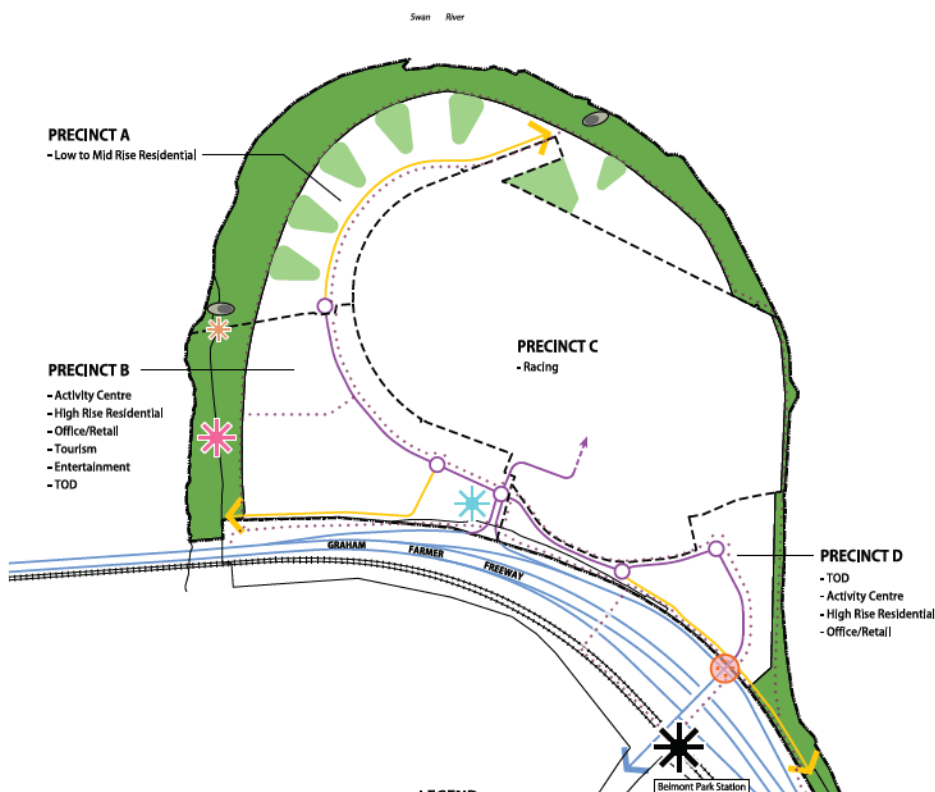 Swan River
PRECINCT A
- Low to Mid Rise Residential
PRECINCT C
- Racing
PRECINCT B
- Activity Centre
- High Rise Residential
- Office/Retail
- Tourism
- Entertainment
- TOD
GRAHAM FARMER FREEWAY
PRECINCT D
- TOD
- Activity Centre
- High Rise Residential
- Office/Retail
Belmont Park Station
LEGEND